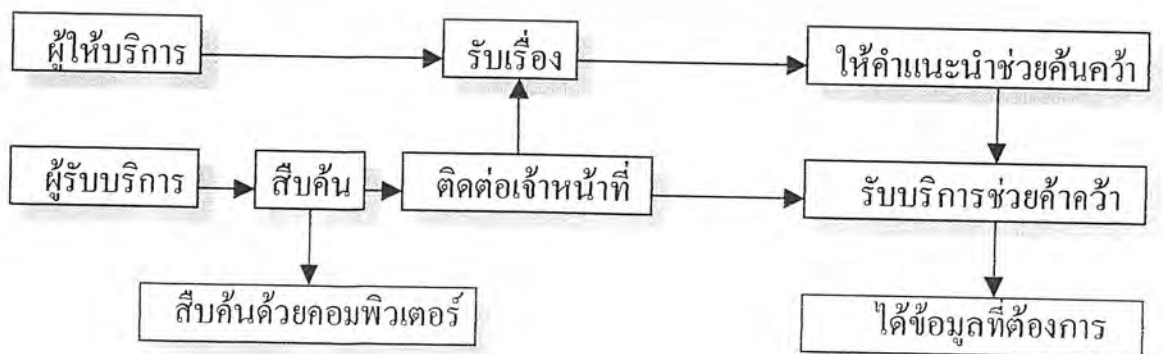 ผู้ให้บริการ
รับเรื่อง
ให้คำแนะนำช่วยค้นคว้า
ผู้รับบริการ
สืบค้น
ติดต่อเจ้าหน้าที่
รับบริการช่วยค้าคว้า
สืบค้นด้วยคอมพิวเตอร์
ได้ข้อมูลที่ต้องการ